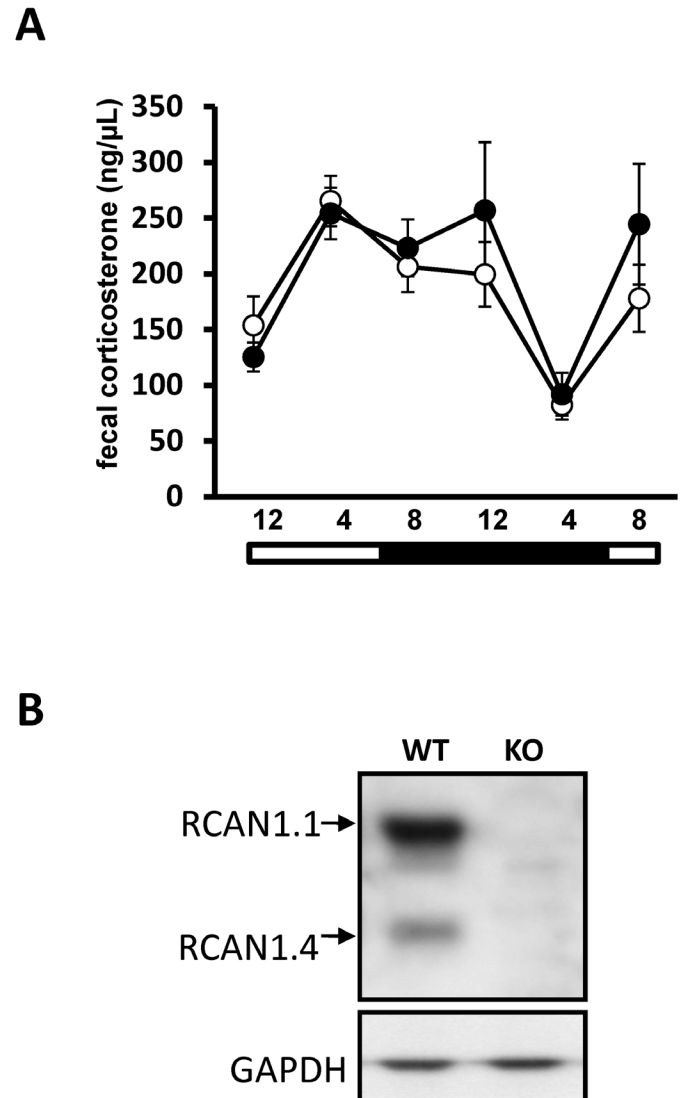 A
fecal corticosterone (ng/µL)
350
300
250
200
150
100
50
0
12 4 8 12 4 8
B
WT KO
RCAN1.1
RCAN1.4
GAPDH